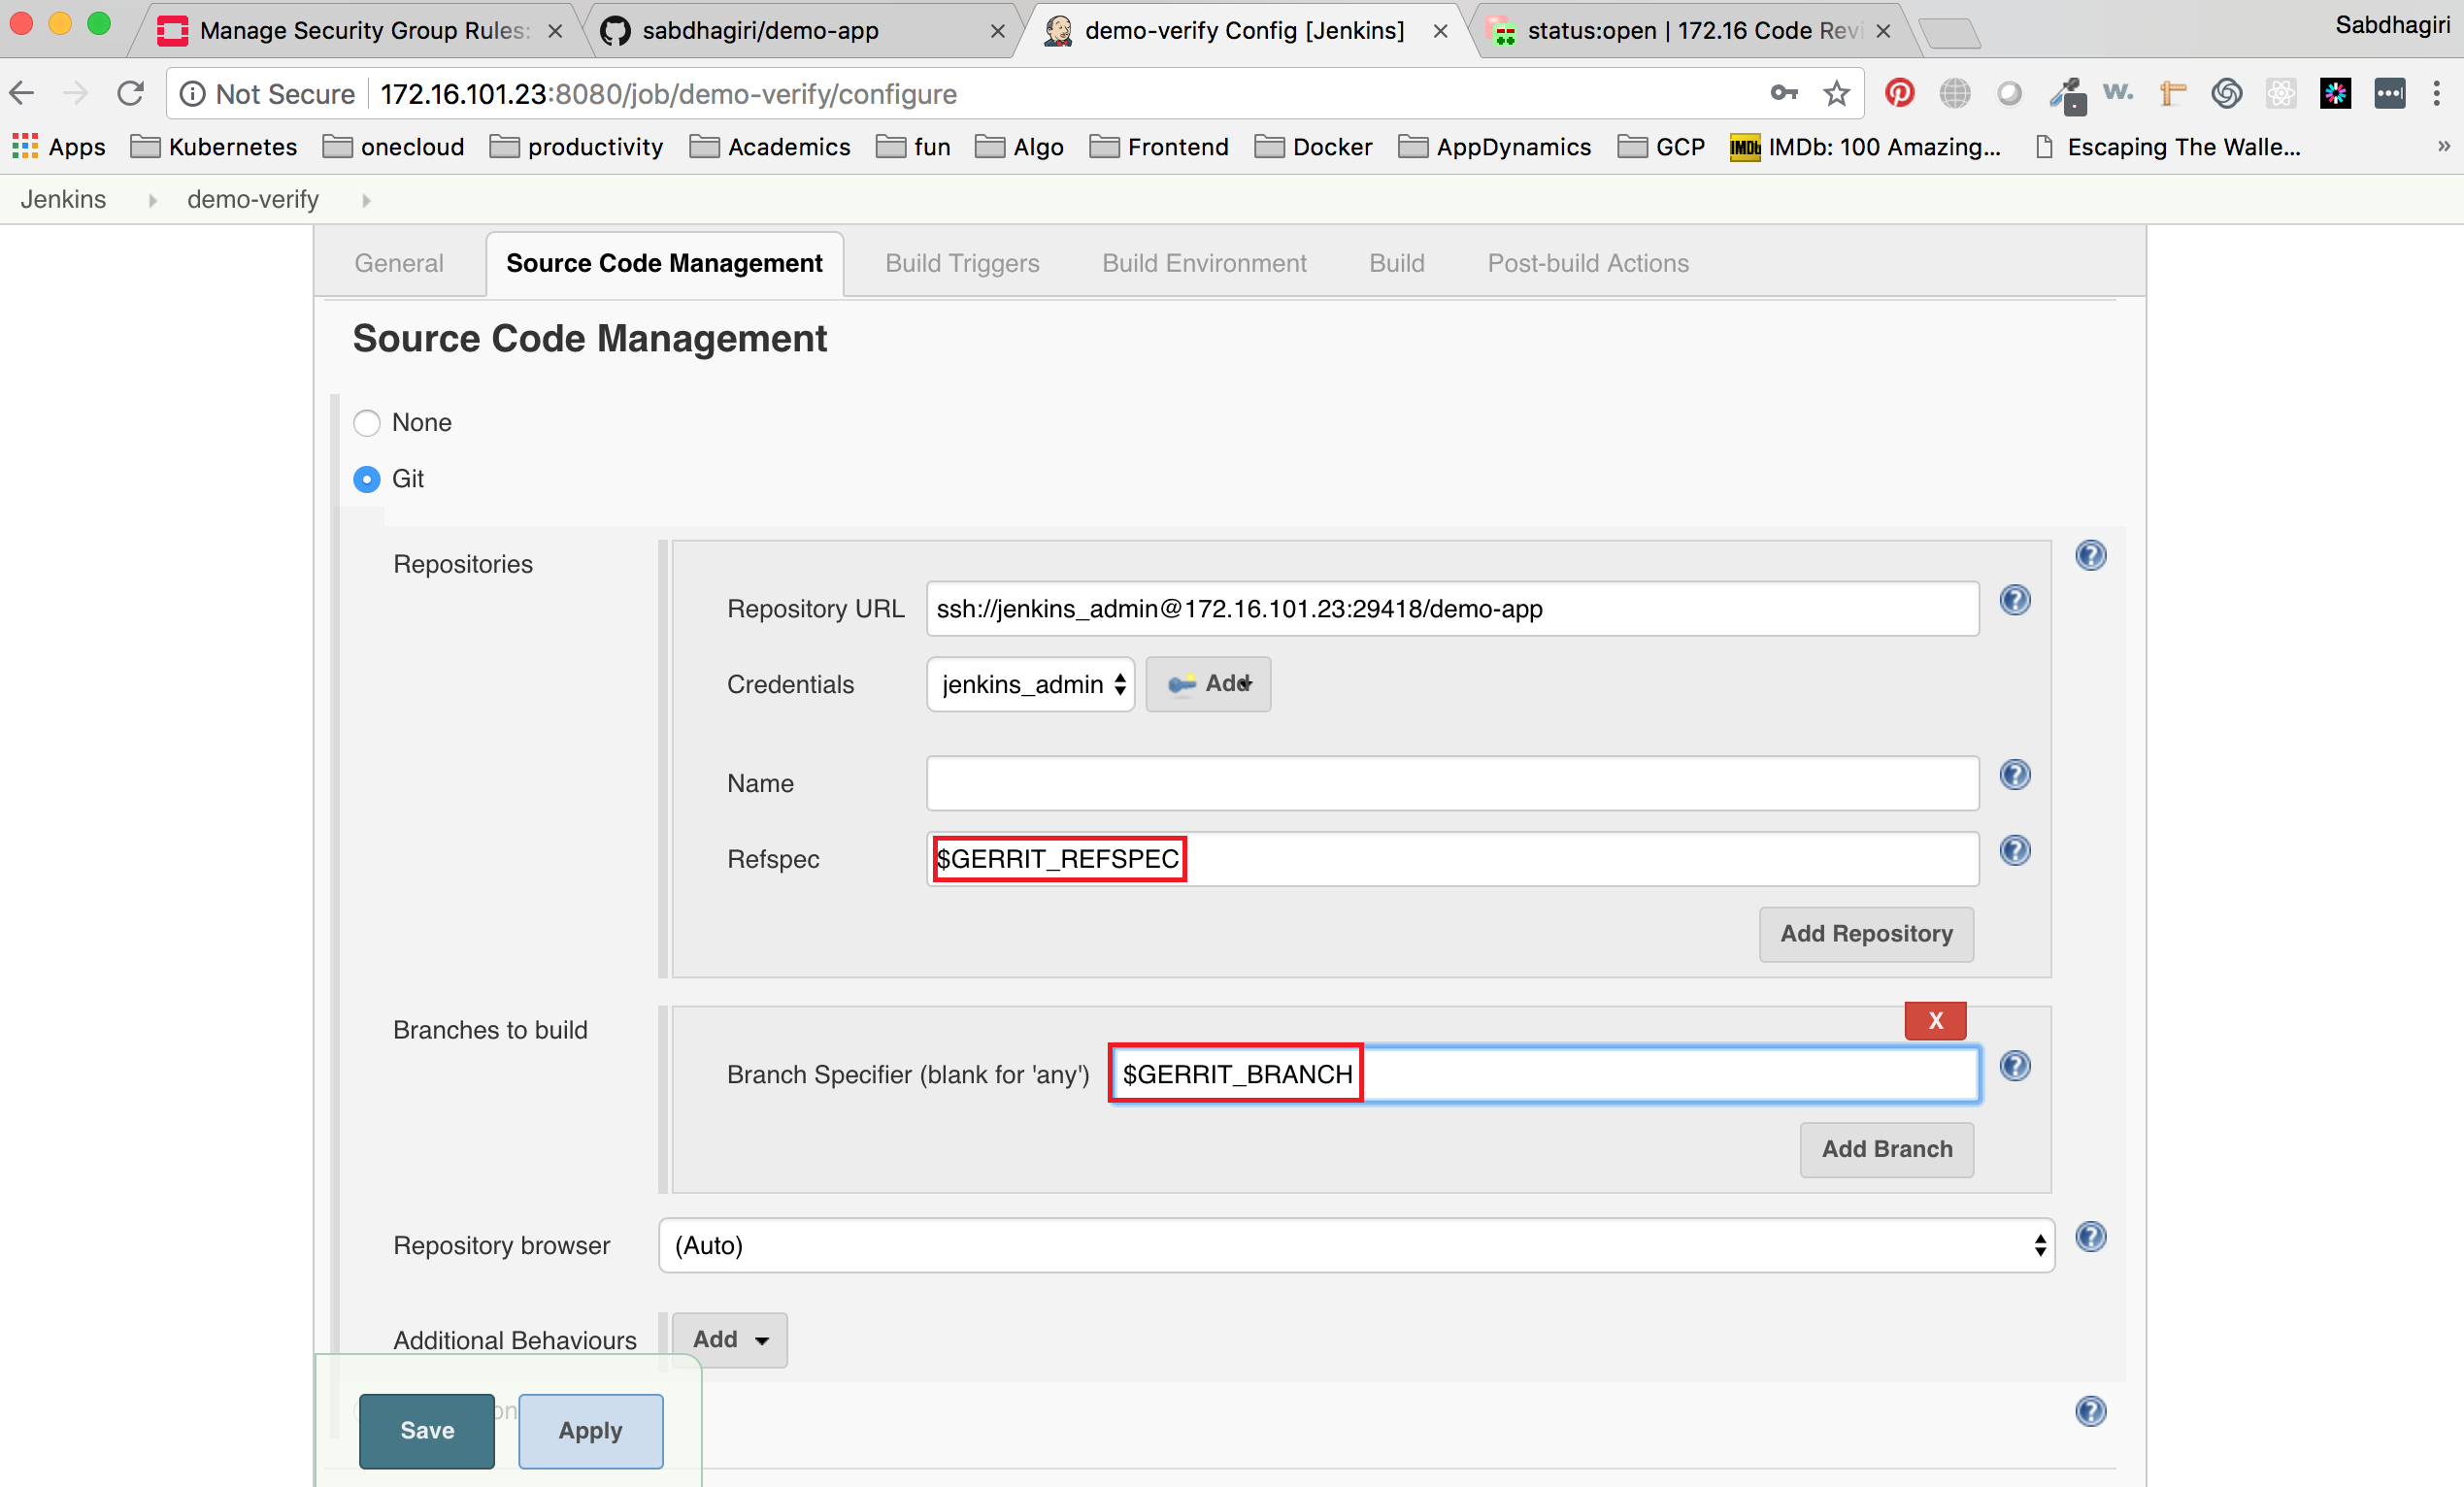 Manage Security Group Rules:
sabdhagiri/demo-app
demo-verify Config [Jenkins]
status:open | 172.16 Code Revi
Sabdhagiri
Not Secure
172.16.101.23:8080/job/demo-verify/configure
w.
Apps
Kubernetes
onecloud
productivity
Academics
fun
Algo
Frontend
Docker
AppDynamics
GCP
IMDb
IMDb: 100 Amazing...
Escaping The Walle...
»
Jenkins
demo-verify
General
Source Code Management
Build Triggers
Build Environment
Build
Post-build Actions
Source Code Management
None
Git
Repositories
Repository URL
ssh://jenkins_admin@172.16.101.23:29418/demo-app
Credentials
jenkins_admin
Add
Name
Refspec
$GERRIT_REFSPEC
Add Repository
Branches to build
X
Branch Specifier (blank for 'any')
$GERRIT_BRANCH
Add Branch
Repository browser
(Auto)
Additional Behaviours
Add
Save
Apply